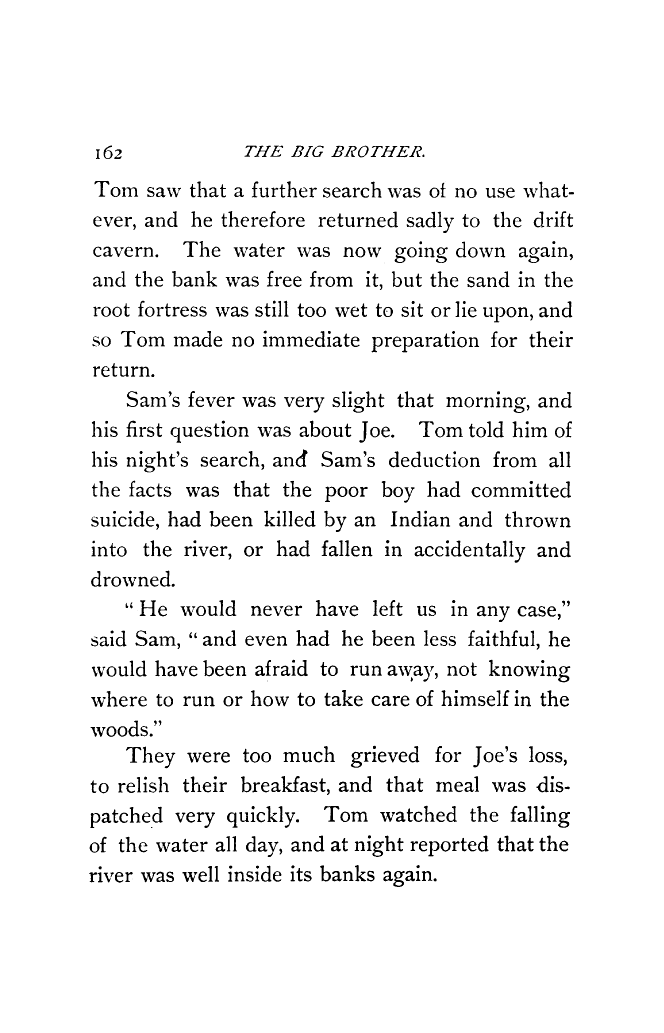 162 THE BIG BROTHER.
Tom saw that a further search was of no use what-
ever, and he therefore returned sadly to the drift
cavern. The water was now going down again,
and the bank was free from it, but the sand in the
root fortress was still too wet to sit or lie upon, and
so Tom made no immediate preparation for their
return.
Sam's fever was very slight that morning, and
his first question was about Joe. Tom told him of
his night's search, and Sam's deduction from all
the facts was that the poor boy had committed
suicide, had been killed by an Indian and thrown
into the river, or had fallen in accidentally and
drowned.
"He would never have left us in any case,"
said Sam, "and even had he been less faithful, he
would have been afraid to run away, not knowing
where to run or how to take care of himself in the
woods."
They were too much grieved for Joe's loss,
to relish their breakfast, and that meal was dis-
patched very quickly. Tom watched the falling
of the water all day, and at night reported that the
river was well inside its banks again.